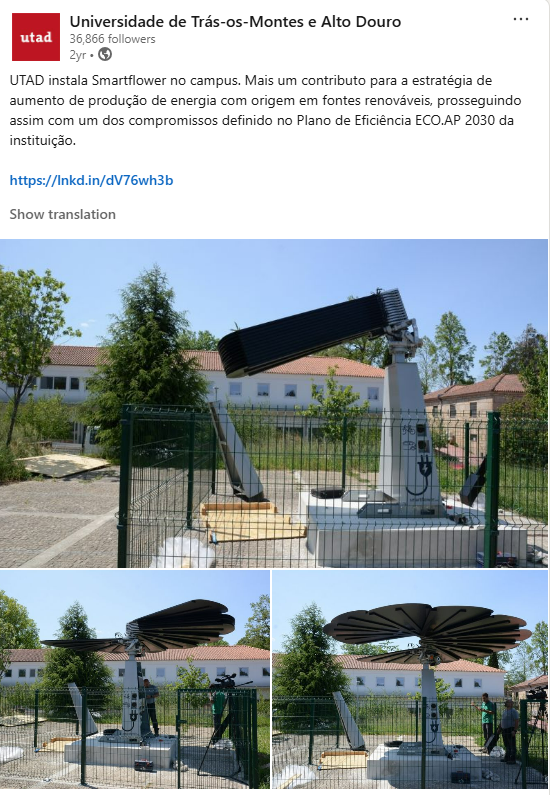 utad
Universidade de Trás-os-Montes e Alto Douro
36,866 followers
2yr •
UTAD instala Smartflower no campus. Mais um contributo para a estratégia de
aumento de produção de energia com origem em fontes renováveis, prosseguindo
assim com um dos compromissos definido no Plano de Eficiência ECO.AP 2030 da
instituição.
https://lnkd.in/dV76wh3b
Show translation